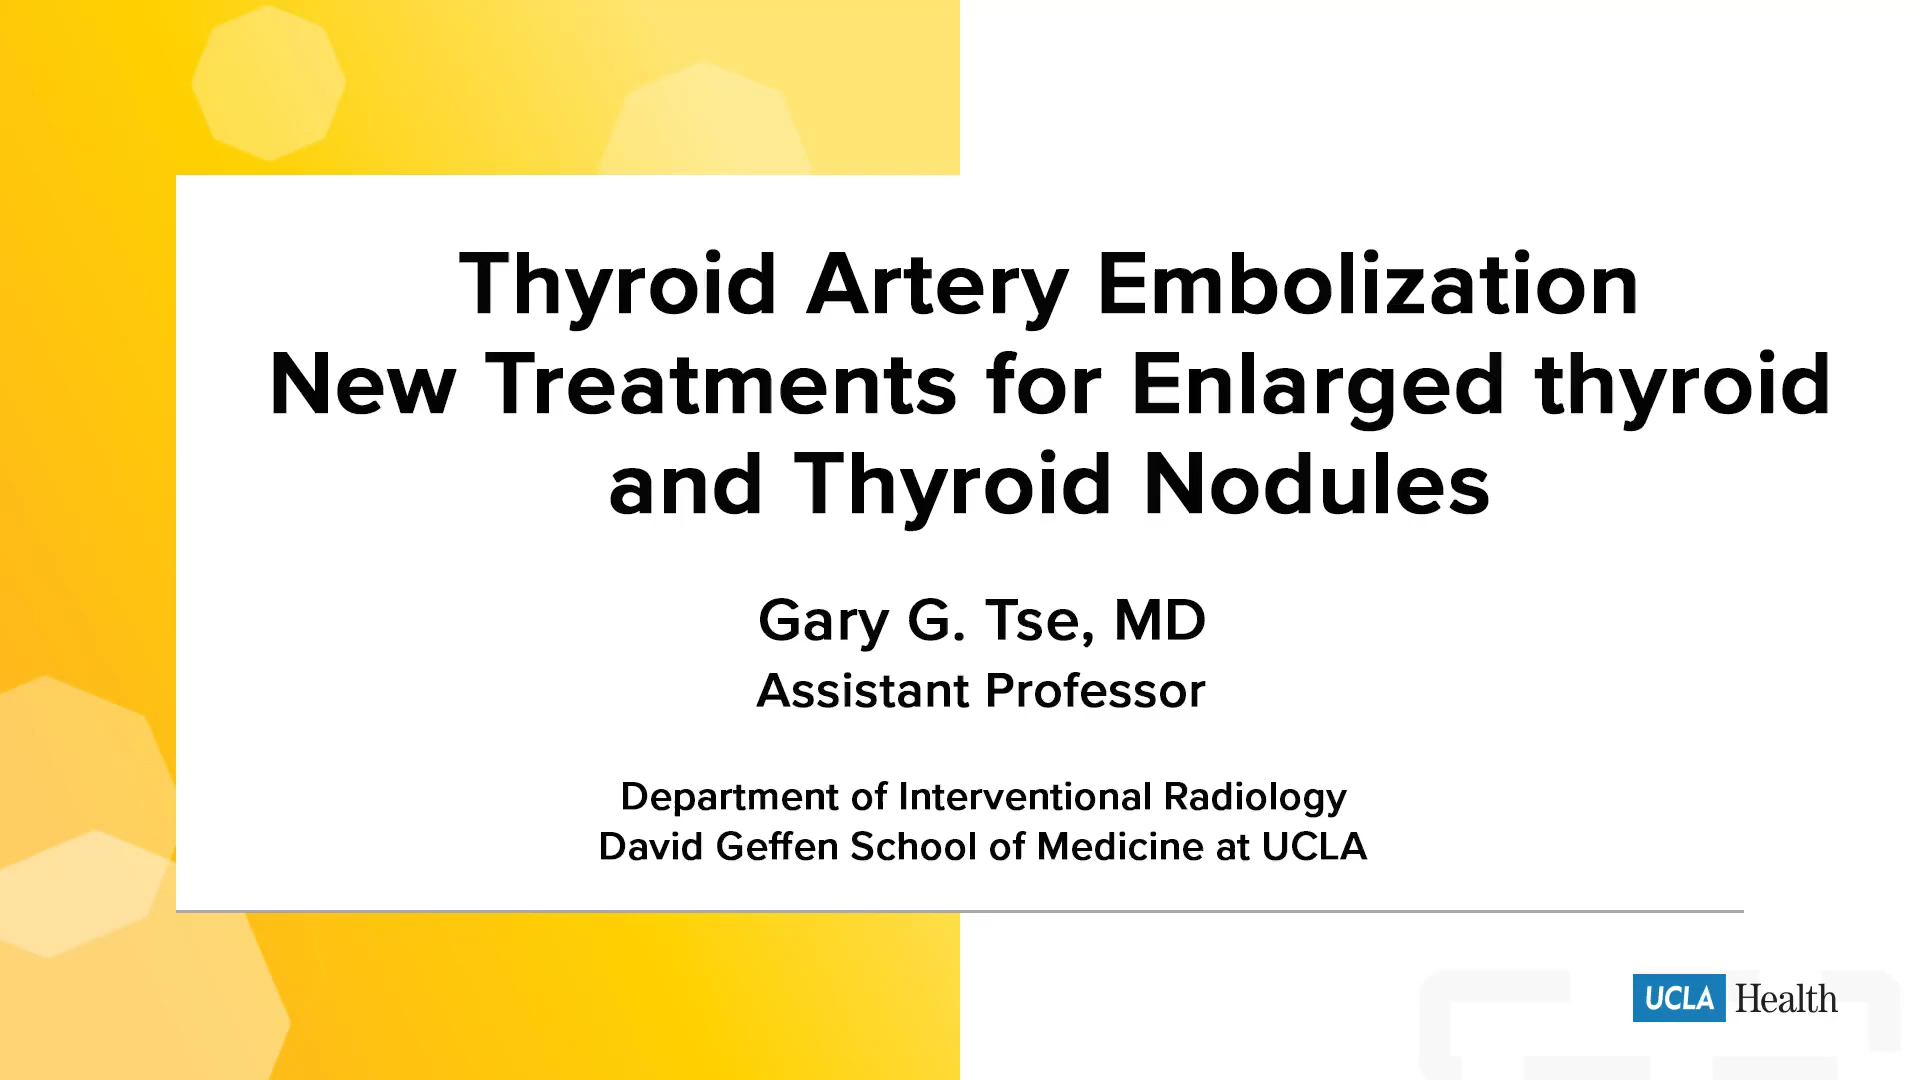 Thyroid Artery Embolization
New Treatments for Enlarged thyroid
and Thyroid Nodules
Gary G. Tse, MD
Assistant Professor
Department of Interventional Radiology
David Geffen School of Medicine at UCLA
UCLA Health